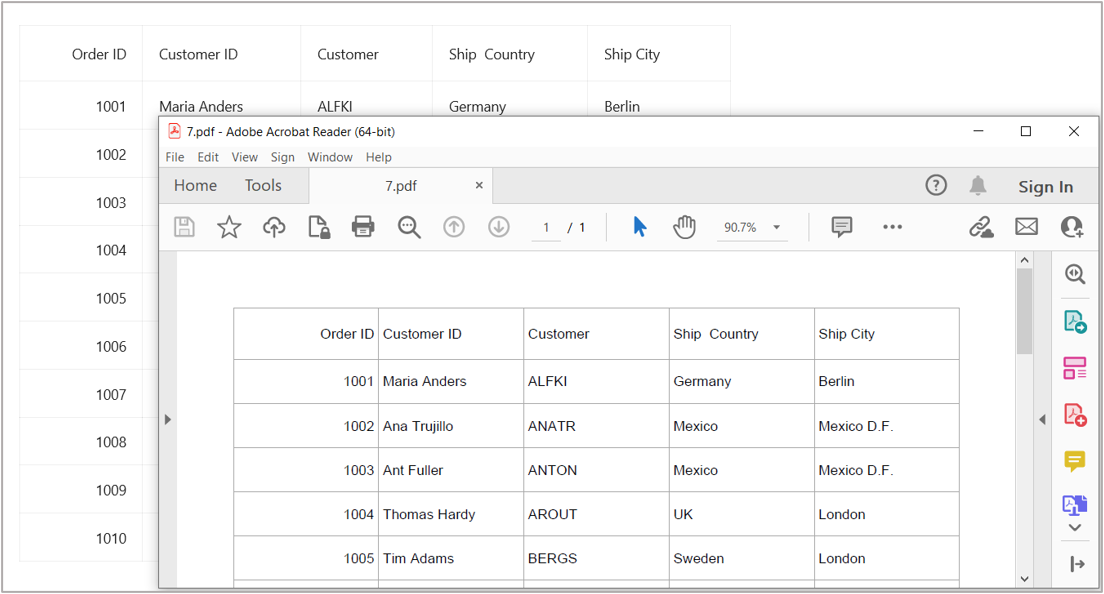 Order ID Customer ID Customer Ship  Country Ship City
1001 Maria Anders ALFKI Germany Berlin
1002
1003
1004
1005
1006
1007
1008
1009
1010
7.pdf - Adobe Acrobat Reader (64-bit)
File Edit View Sign Window Help
Home Tools 7.pdf × ? Sign In
1 / 1 90.7%
Order ID Customer ID Customer Ship  Country Ship City
1001 Maria Anders ALFKI Germany Berlin
1002 Ana Trujillo ANATR Mexico Mexico D.F.
1003 Ant Fuller ANTON Mexico Mexico D.F.
1004 Thomas Hardy AROUT UK London
1005 Tim Adams BERGS Sweden London